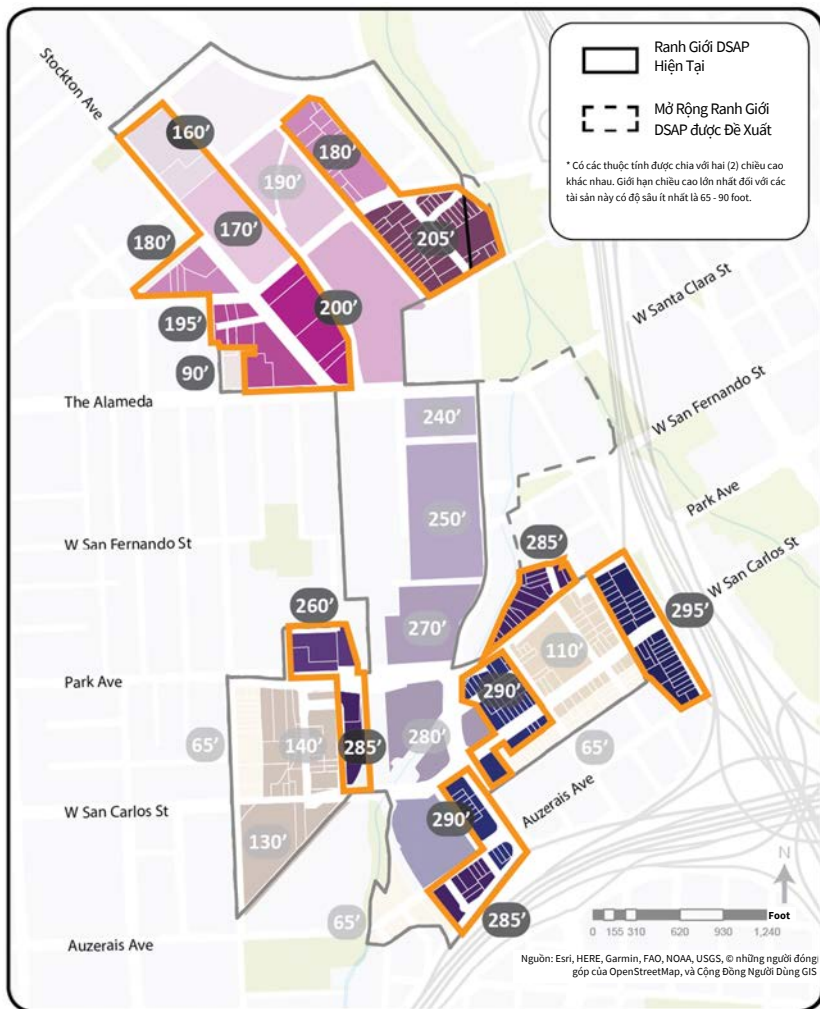 Ranh Giới DSAP
Hiện Tại
Mở Rộng Ranh Giới
DSAP được Đề Xuất
* Có các thuộc tính được chia với hai (2) chiều cao
khác nhau. Giới hạn chiều cao lớn nhất đối với các
tài sản này có độ sâu ít nhất là 65 - 90 foot.
Stockton Ave
160’
180’
190’
170’
180’
205’
200’
195’
90’
W Santa Clara St
The Alameda
240’
W San Fernando St
250’
Park Ave
W San Fernando St
285’
W San Carlos St
260’
295’
270’
110’
Park Ave
290’
65’
140’
285’
280’
65’
W San Carlos St
290’
Auzerais Ave
130’
N
65’
285’
Foot
0 155 310 620 930 1,240
Auzerais Ave
Nguồn: Esri, HERE, Garmin, FAO, NOAA, USGS, © những người đóng
góp của OpenStreetMap, và Cộng Đồng Người Dùng GIS